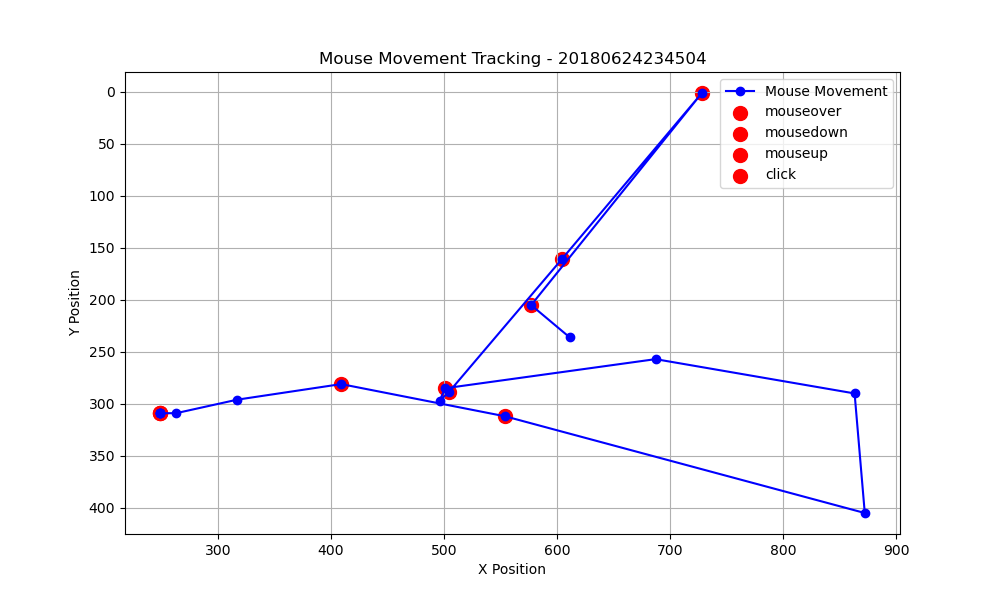 Mouse Movement Tracking - 20180624234504
Mouse Movement
mouseover
mousedown
mouseup
click
Y Position
0
50
100
150
200
250
300
350
400
300 400 500 600 700 800 900
X Position